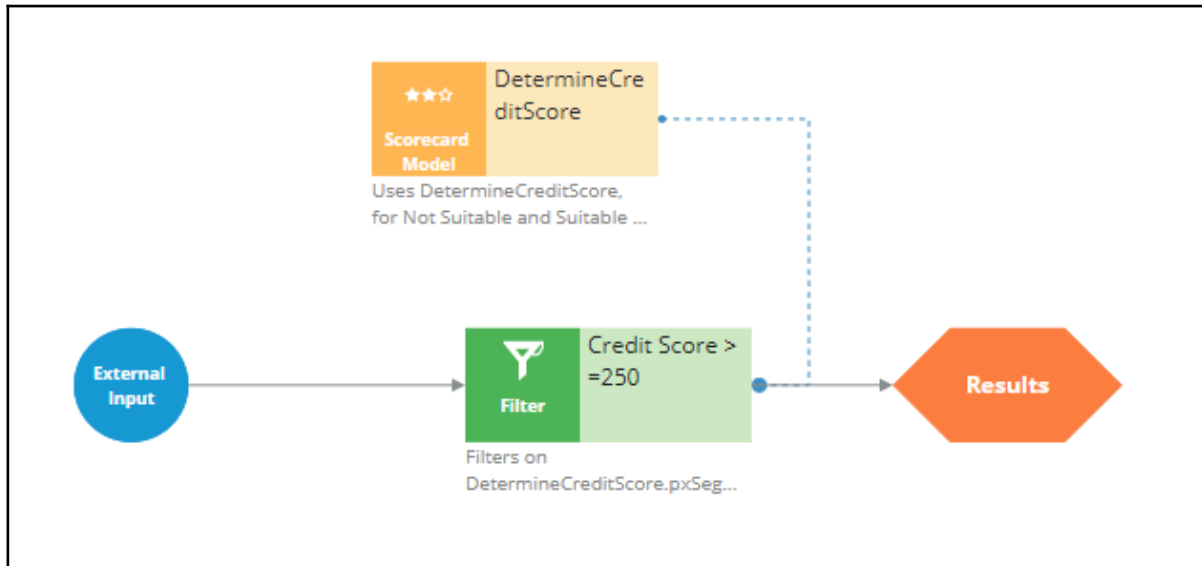 DetermineCre
ditScore
Scorecard
Model
Uses DetermineCreditScore,
for Not Suitable and Suitable ...
External
Input
Credit Score >
=250
Filter
Filters on
DetermineCreditScore.pxSeg...
Results